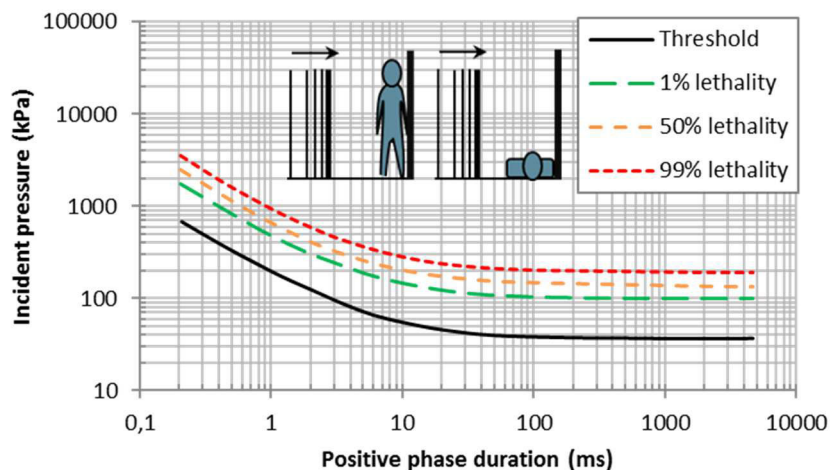 100000
10000
1000
100
10
Incident pressure (kPa)
0,1
1
10
100
1000
10000
Positive phase duration (ms)
Threshold
1% lethality
50% lethality
99% lethality